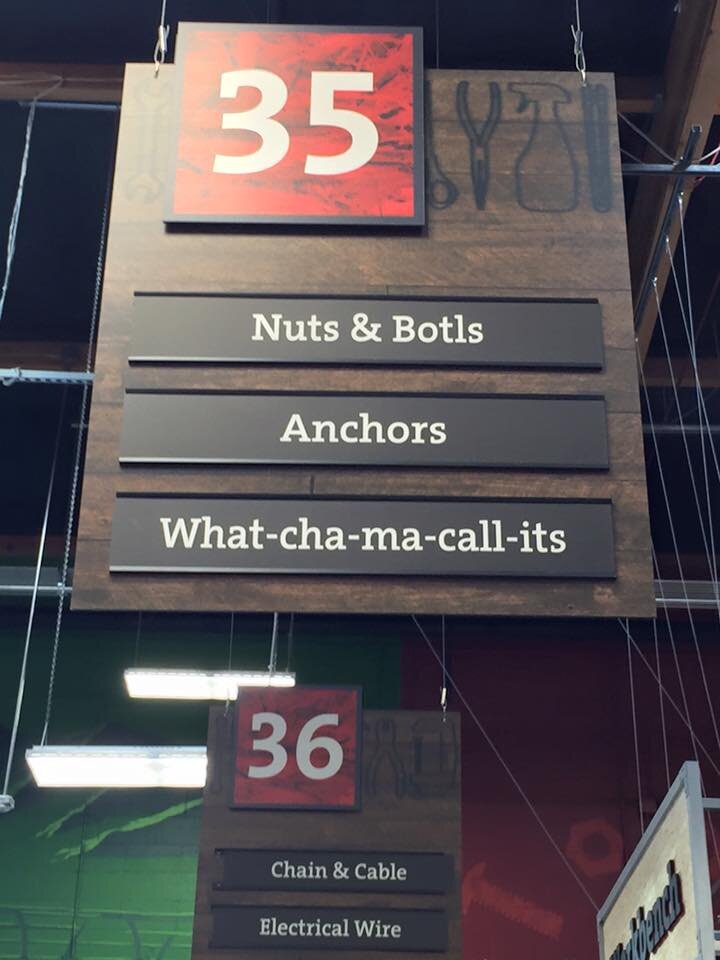 35
Nuts & Botls
Anchors
What-cha-ma-call-its
36
Chain & Cable
Electrical Wire